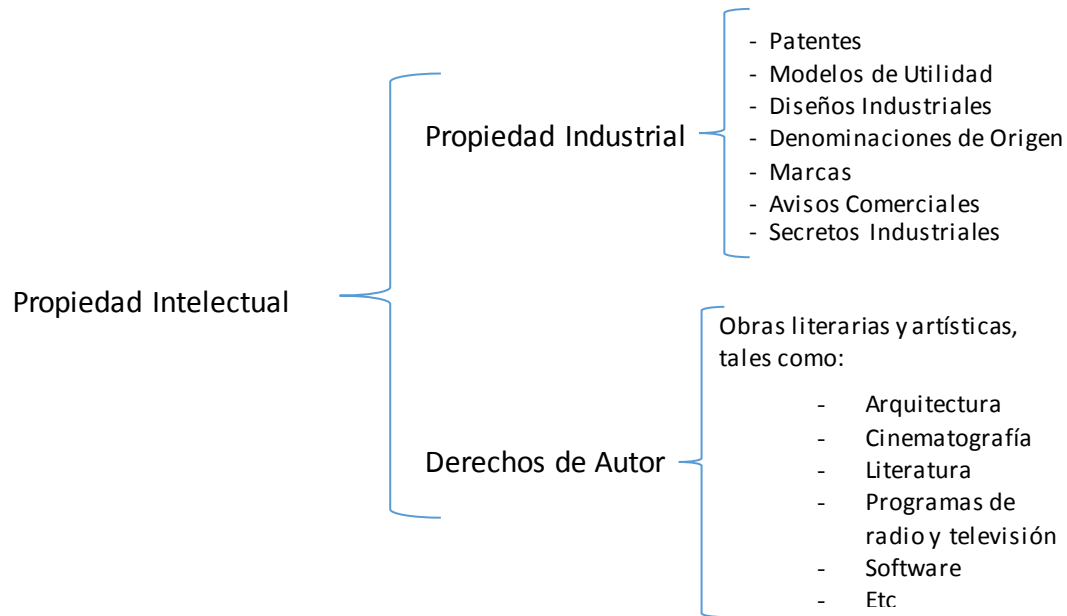 Propiedad Intelectual
Propiedad Industrial
- Patentes
- Modelos de Utilidad
- Diseños Industriales
- Denominaciones de Origen
- Marcas
- Avisos Comerciales
- Secretos Industriales
Derechos de Autor
Obras literarias y artísticas,
tales como:
- Arquitectura
- Cinematografía
- Literatura
- Programas de
radio y televisión
- Software
- Etc